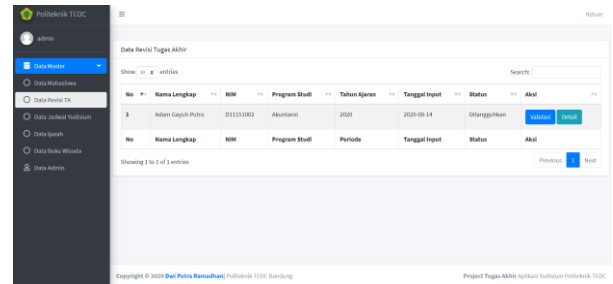 Politeknik TEDC
Keluar
admin
Data Master
Data Mahasiswa
Data Revisi TA
Data Jadwal Yudisium
Data Ijazah
Data Buku Wisuda
Data Admin
Data Revisi Tugas Akhir
Show 10 entries
Search:
No Nama Lengkap NIM Program Studi Tahun Ajaran Tanggal Input Status Aksi
1 Adam Gayuh Putro D111511002 Akuntansi 2020 2020-09-14 Ditangguhkan Validasi Detail
No Nama Lengkap NIM Program Studi Periode Tanggal Input Status Aksi
Showing 1 to 1 of 1 entries
Previous 1 Next
Copyright © 2020 Dwi Putra Ramadhan| Politeknik TEDC Bandung
Project Tugas Akhir Aplikasi Yudisium Politeknik TEDC